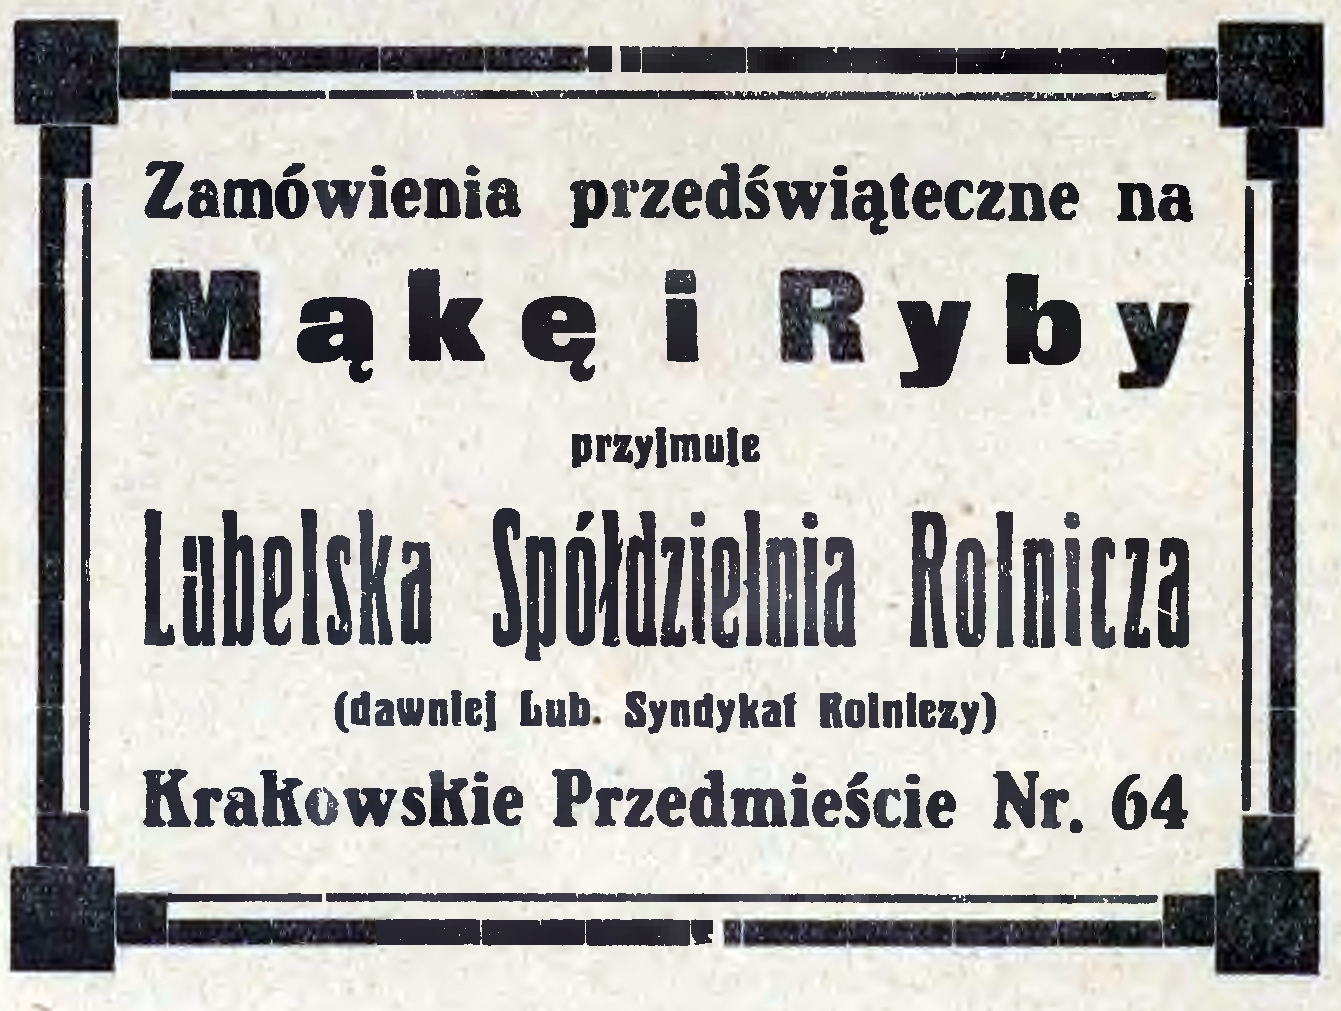 Zamówienia przedświąteczne na
Mąkę i Ryby
przyjmuje
Lubelska Spółdzielnia Rolnicza
(dawniej Lub. Syndykat Rolniczy)
Krakowskie Przedmieście Nr. 64